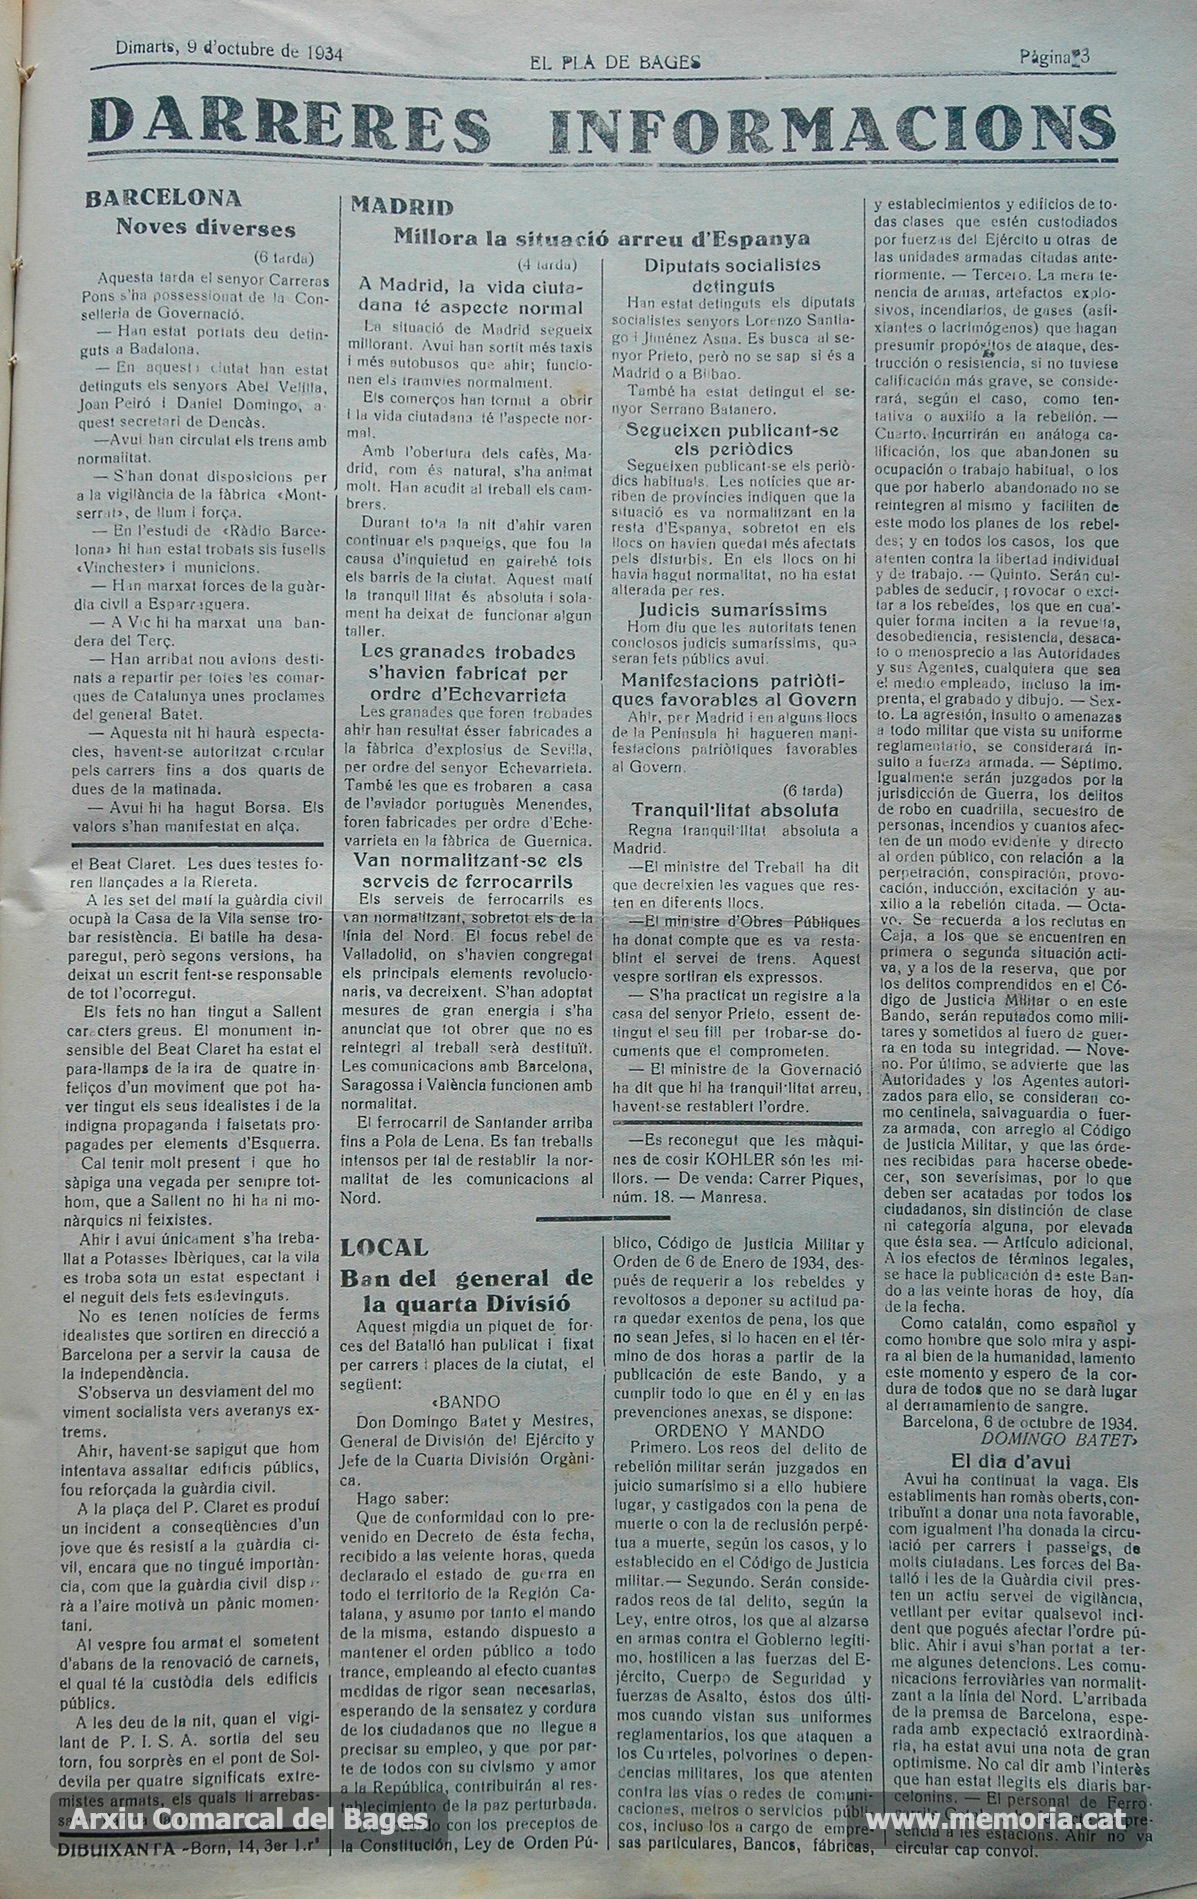 Dimarts, 9 d'octubre de 1934
EL PLA DE BAGES
Pàgina 3
DARRERES INFORMACIONS
BARCELONA
Noves diverses
(6 tarda)
Aquesta tarda el senyor Carreras
Pons s'ha possessionat de la Con-
selleria de Governació.
— Han estat portats deu detin-
guts a Badalona.
— En aquesta ciutat han estat
detinguts els senyors Abel Velilla,
Joan Peiró i Daniel Domingo, a-
quest secretari de Dencàs.
—Avui han circulat els trens amb
normalitat.
— S'han donat disposicions per
a la vigilància de la fàbrica «Mont-
serrat», de llum i força.
— En l'estudi de «Ràdio Barce-
lona» hi han estat trobats sis fusells
«Vinchester» i municions.
— Han marxat forces de la guàr-
dia civil a Esparraguera.
— A Vic hi ha marxat una ban-
dera del Terç.
— Han arribat nou avions desti-
nats a repartir per totes les comar-
ques de Catalunya unes proclames
del general Batet.
— Aquesta nit hi haurà especta-
cles, havent-se autoritzat circular
pels carrers fins a dos quarts de
dues de la matinada.
— Avui hi ha hagut Borsa. Els
valors s'han manifestat en alça.
el Beat Claret. Les dues testes fo-
ren llançades a la Riereta.
A les set del matí la guàrdia civil
ocupà la Casa de la Vila sense tro-
bar resistència. El batlle ha desa-
paregut, però segons versions, ha
deixat un escrit fent-se responsable
de tot l'ocorregut.
Els fets no han tingut a Sallent
caràcters greus. El monument in-
sensible del Beat Claret ha estat el
para-llamps de la ira de quatre in-
feliços d'un moviment que pot ha-
ver tingut els seus idealistes i de la
indigna propaganda i falsetats pro-
pagades per elements d'Esquerra.
Cal tenir molt present i que ho
sàpiga una vegada per sempre tot-
hom, que a Sallent no hi ha ni mo-
nàrquics ni feixistes.
Ahir i avui únicament s'ha treba-
llat a Potasses Ibèriques, car la vila
es troba sota un estat espectant i
el neguit dels fets esdevinguts.
No es tenen notícies de ferms
idealistes que sortiren en direcció a
Barcelona per a servir la causa de
la independència.
S'observa un desviament del mo
viment socialista vers averanys ex-
trems.
Ahir, havent-se sapigut que hom
intentava assaltar edificis públics,
fou reforçada la guàrdia civil.
A la plaça del P. Claret es produí
un incident a conseqüències d'un
jove que és resistí a la guàrdia ci-
vil, encara que no tingué importàn-
cia, com que la guàrdia civil dispa-
rà a l'aire motivà un pànic momen-
tani.
Al vespre fou armat el sometent
d'abans de la renovació de carnets,
el qual té la custòdia dels edificis
públics.
A les deu de la nit, quan el vigi-
lant de P. I. S. A. sortia del seu
torn, fou sorprès en el pont de Sol-
devila per quatre significats extre-
mistes armats, els quals li arrebas-
DIBUIXANTA -Born, 14, 3er 1.rª
MADRID
Millora la situació arreu d'Espanya
(4 tarda)
A Madrid, la vida ciuta-
dana té aspecte normal
La situació de Madrid segueix
millorant. Avui han sortit més taxis
i més autobusos que ahir; funcio-
nen els tramvies normalment.
Els comerços han tornat a obrir
i la vida ciutadana té l'aspecte nor-
mal.
Amb l'obertura dels cafès, Ma-
drid, com és natural, s'ha animat
molt. Han acudit al treball els cam-
brers.
Durant tota la nit d'ahir varen
continuar els paqueigs, que fou la
causa d'inquietud en gairebé tots
els barris de la ciutat. Aquest matí
la tranquil·litat és absoluta i sola-
ment ha deixat de funcionar algun
taller.
Les granades trobades
s'havien fabricat per
ordre d'Echevarrieta
Les granades que foren trobades
ahir han resultat ésser fabricades a
la fàbrica d'explosius de Sevilla,
per ordre del senyor Echevarrieta.
També les que es trobaren a casa
de l'aviador portuguès Menendes,
foren fabricades per ordre d'Eche-
varrieta en la fàbrica de Guernica.
Van normalitzant-se els
serveis de ferrocarrils
Els serveis de ferrocarrils es
van normalitzant, sobretot els de la
línia del Nord. El focus rebel de
Valladolid, on s'havien congregat
els principals elements revolucio-
naris, va decreixent. S'han adoptat
mesures de gran energia i s'ha
anunciat que tot obrer que no es
reintegri al treball serà destituït.
Les comunicacions amb Barcelona,
Saragossa i València funcionen amb
normalitat.
El ferrocarril de Santander arriba
fins a Pola de Lena. Es fan treballs
intensos per tal de restablir la nor-
malitat de les comunicacions al
Nord.
Diputats socialistes
detinguts
Han estat detinguts els diputats
socialistes senyors Lorenzo Santia-
go i Jiménez Asua. Es busca al se-
nyor Prieto, però no se sap si és a
Madrid o a Bilbao.
També ha estat detingut el se-
nyor Serrano Batanero.
Segueixen publicant-se
els periòdics
Segueixen publicant-se els perió-
dics habituals. Les notícies que ar-
riben de províncies indiquen que la
situació es va normalitzant en la
resta d'Espanya, sobretot en els
llocs on havien quedat més afectats
pels disturbis. En els llocs on hi
havia hagut normalitat, no ha estat
alterada per res.
Judicis sumaríssims
Hom diu que les autoritats tenen
conclosos judicis sumaríssims, que
seran fets públics avui.
Manifestacions patriòti-
ques favorables al Govern
Ahir, per Madrid i en alguns llocs
de la Península hi hagueren mani-
festacions patriòtiques favorables
al Govern.
(6 tarda)
Tranquil·litat absoluta
Regna tranquil·litat absoluta a
Madrid.
—El ministre del Treball ha dit
que decreixien les vagues que res-
ten en diferents llocs.
—El ministre d'Obres Públiques
ha donat compte que es va resta-
blint el servei de trens. Aquest
vespre sortiran els expressos.
— S'ha practicat un registre a la
casa del senyor Prieto, essent de-
tingut el seu fill per trobar-se do-
cuments que el comprometen.
— El ministre de la Governació
ha dit que hi ha tranquil·litat arreu,
havent-se restablert l'ordre.
—Es reconegut que les màqui-
nes de cosir KOHLER són les mi-
llors. — De venda: Carrer Piques,
núm. 18. — Manresa.
LOCAL
Ban del general de
la quarta Divisió
Aquest migdia un piquet de for-
ces del Batalló han publicat i fixat
per carrers i places de la ciutat, el
següent:
«BANDO
Don Domingo Batet y Mestres,
General de División del Ejército y
Jefe de la Cuarta División Orgáni-
ca.
Hago saber:
Que de conformidad con lo pre-
venido en Decreto de ésta fecha,
recibido a las veiente horas, queda
declarado el estado de guerra en
todo el territorio de la Región Ca-
talana, y asumo por tanto el mando
de la misma, estando dispuesto a
mantener el orden público a todo
trance, empleando al efecto cuantas
medidas de rigor sean necesarias,
esperando de la sensatez y cordura
de los ciudadanos que no llegue a
precisar su empleo, y que por par-
te de todos con su civismo y amor
a la República, contribuirán al res-
tablecimiento de la paz perturbada.
con los preceptos de
la Constitución, Ley de Orden Pú-
blico, Código de Justicia Militar y
Orden de 6 de Enero de 1934, des-
pués de requerir a los rebeldes y
revoltosos a deponer su actitud pa-
ra quedar exentos de pena, los que
no sean Jefes, si lo hacen en el tér-
mino de dos horas a partir de la
publicación de este Bando, y a
cumplir todo lo que en él y en las
prevenciones anexas, se dispone:
ORDENO Y MANDO
Primero. Los reos del delito de
rebelión militar serán juzgados en
juicio sumarísimo si a ello hubiere
lugar, y castigados con la pena de
muerte o con la de reclusión perpé-
tua a muerte, según los casos, y lo
establecido en el Código de Justicia
militar.— Segundo. Serán conside-
rados reos de tal delito, según la
Ley, entre otros, los que al alzarse
en armas contra el Gobierno legíti-
mo, hostilicen a las fuerzas del E-
jército, Cuerpo de Seguridad y
fuerzas de Asalto, éstos dos últi-
mos cuando vistan sus uniformes
reglamentarios, los que ataquen a
los Cuarteles, polvorines o depen-
dencias militares, los que atenten
contra las vías o redes de comuni-
caciones, metros o servicios públi-
cos, incluso los a cargo de empre-
sas particulares, Bancos, fábricas,
y establecimientos y edificios de to-
das clases que estén custodiados
por fuerzas del Ejército u otras de
las unidades armadas citadas ante-
riormente. — Tercero. La mera te-
nencia de armas, artefactos explo-
sivos, incendiarios, de gases (asfi-
xiantes o lacrimógenos) que hagan
presumir propósitos de ataque, des-
trucción o resistencia, si no tuviese
calificación más grave, se conside-
rará, según el caso, como ten-
tativa o auxilio a la rebelión. —
Cuarto. Incurrirán en análoga ca-
lificación, los que abandonen su
ocupación o trabajo habitual, o los
que por haberlo abandonado no se
reintegren al mismo y faciliten de
este modo los planes de los rebel-
des; y en todos los casos, los que
atenten contra la libertad individual
y de trabajo. — Quinto. Serán cul-
pables de seducir, provocar o exci-
tar a los rebeldes, los que en cual-
quier forma inciten a la revuelta,
desobediencia, resistencia, desaca-
to o menosprecio a las Autoridades
y sus Agentes, cualquiera que sea
el medio empleado, incluso la im-
prenta, el grabado y dibujo. — Sex-
to. La agresión, insulto o amenazas
a todo militar que vista su uniforme
reglamentario, se considerará in-
sulto a fuerza armada. — Séptimo.
Igualmente serán juzgados por la
jurisdicción de Guerra, los delitos
de robo en cuadrilla, secuestro de
personas, incendios y cuantos afec-
ten de un modo evidente y directo
al orden público, con relación a la
perpetración, conspiración, provo-
cación, inducción, excitación y au-
xilio a la rebelión citada. — Octa-
vo. Se recuerda a los reclutas en
Caja, a los que se encuentren en
primera o segunda situación acti-
va, y a los de la reserva, que por
los delitos comprendidos en el Có-
digo de Justicia Militar o en este
Bando, serán reputados como mili-
tares y sometidos al fuero de guer-
ra en toda su integridad. — Nove-
no. Por último, se advierte que las
Autoridades y los Agentes autori-
zados para ello, se consideran co-
mo centinela, salvaguardia o fuer-
za armada, con arreglo al Código
de Justicia Militar, y que las órde-
nes recibidas para hacerse obede-
cer, son severísimas, por lo que
deben ser acatadas por todos los
ciudadanos, sin distinción de clase
ni categoría alguna, por elevada
que ésta sea. — Artículo adicional,
A los efectos de términos legales,
se hace la publicación de este Ban-
do a las veinte horas de hoy, día
de la fecha.
Como catalán, como español y
como hombre que solo mira y aspi-
ra al bien de la humanidad, lamento
este momento y espero de la cor-
dura de todos que no se dará lugar
al derramamiento de sangre.
Barcelona, 6 de octubre de 1934.
DOMINGO BATET»
El dia d'avui
Avui ha continuat la vaga. Els
establiments han romàs oberts, con-
tribuïnt a donar una nota favorable,
com igualment l'ha donada la circu-
lació per carrers i passeigs, de
molts ciutadans. Les forces del Ba-
talló i les de la Guàrdia civil pres-
ten un actiu servei de vigilància,
vetllant per evitar qualsevol inci-
dent que pogués afectar l'ordre pú-
blic. Ahir i avui s'han portat a ter-
me algunes detencions. Les comu-
nicacions ferroviàries van normalit-
zant a la línia del Nord. L'arribada
de la premsa de Barcelona, espe-
rada amb expectació extraordinà-
ria, ha estat avui una nota de gran
optimisme. No cal dir amb l'interès
que han estat llegits els diaris bar-
celonins. — El personal de Ferro-
sència a les estacions. Ahir no va
circular cap convoi.
Arxiu Comarcal del Bages
www.memoria.cat